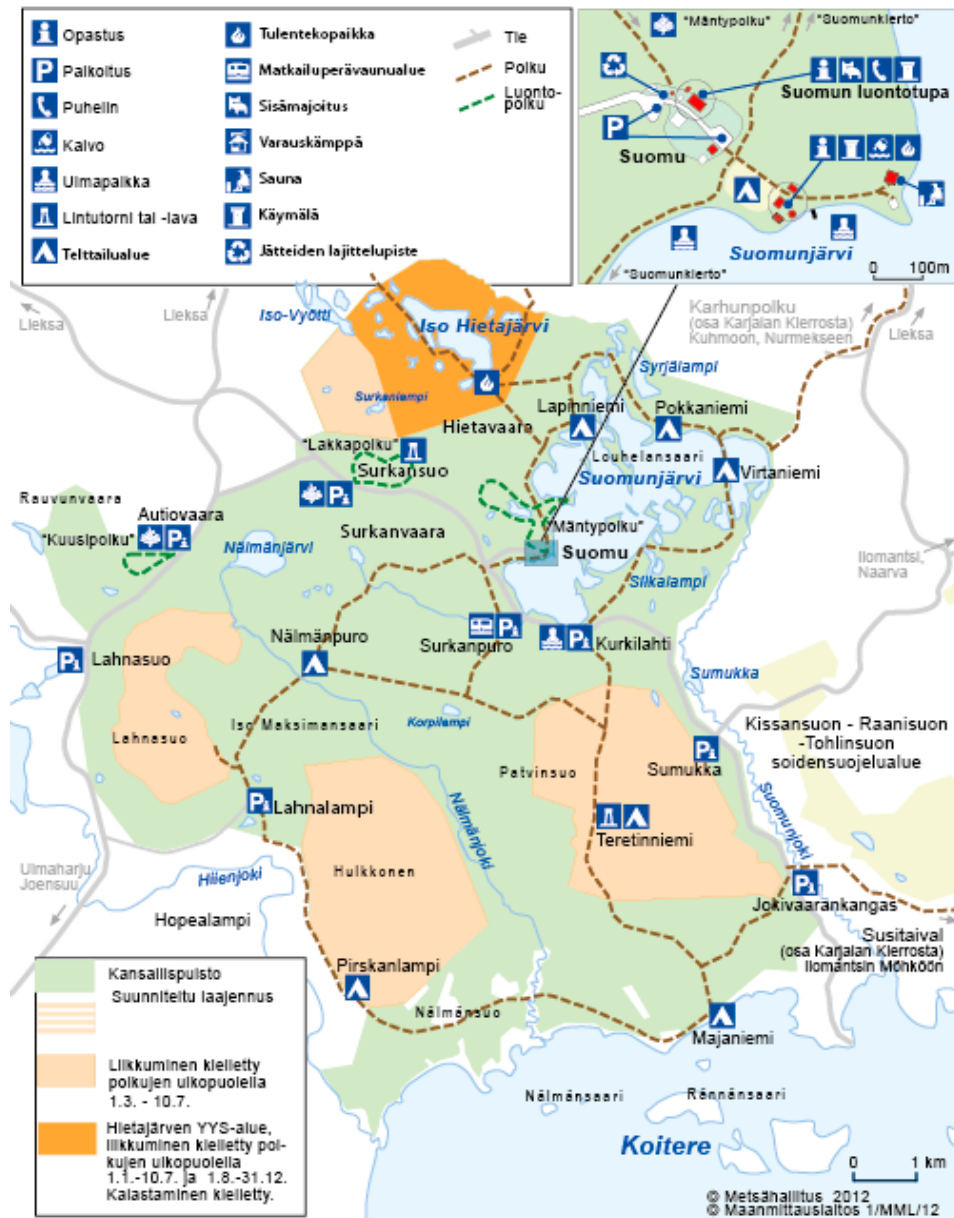 Opastus
Paikoitus
Puhelin
Kaivo
Uimapaikka
Lintutorni tai -lava
Telttailualue
Tulentekopaikka
Matkailuperävaunualue
Sisämajoitus
Varauskämppä
Sauna
Käymälä
Jätteiden lajittelupiste
Tie
Polku
Luonto-
polku
"Mäntypolku"
"Suomunkierto"
Suomun luontotupa
Suomu
Suomunjärvi
"Suomunkierto"
0 100m
Lieksa
Lieksa
Iso-Vyötti
Iso Hietajärvi
Karhunpolku
(osa Karjalan Kierrosta)
Kuhmoon, Nurmekseen
Lieksa
Syrjälampi
Surkanlampi
Lapinniemi
Pokkaniemi
Hietavaara
"Lakkapolku"
Surkansuo
Louhelansaari
Suomunjärvi
Virtaniemi
Rauvunvaara
Autiovaara
"Kuusipolku"
Surkanvaara
"Mäntypolku"
Suomu
Nälmänjärvi
Siikalampi
Ilomantsi,
Naarva
Nälmänpuro
Surkanpuro
Kurkilahti
Lahnasuo
Sumukka
Lahnasuo
Iso Maksimansaari
Korpilampi
Kissansuon - Raanisuon
-Tohlinsuon
soidensuojelualue
Patvinsuo
Sumukka
Lahnalampi
Nälmänjoki
Teretinniemi
Suomunjoki
Uimaharju
Joensuu
Hiienjoki
Hulkkonen
Jokivaarankangas
Hopealampi
Susitaival
(osa Karjalan Kierrosta)
Ilomantsin Möhköön
Pirskanlampi
Nälmänsuo
Majaniemi
Kansallispuisto
Suunniteltu laajennus
Liikkuminen kielletty
polkujen ulkopuolella
1.3. - 10.7.
Hietajärven YYS-alue,
liikkuminen kielletty pol-
kujen ulkopuolella
1.1.-10.7. ja 1.8.-31.12.
Kalastaminen kielletty.
Nälmänsaari
Rännänsaari
Koitere
0 1 km
© Metsähallitus 2012
© Maanmittauslaitos 1/MML/12